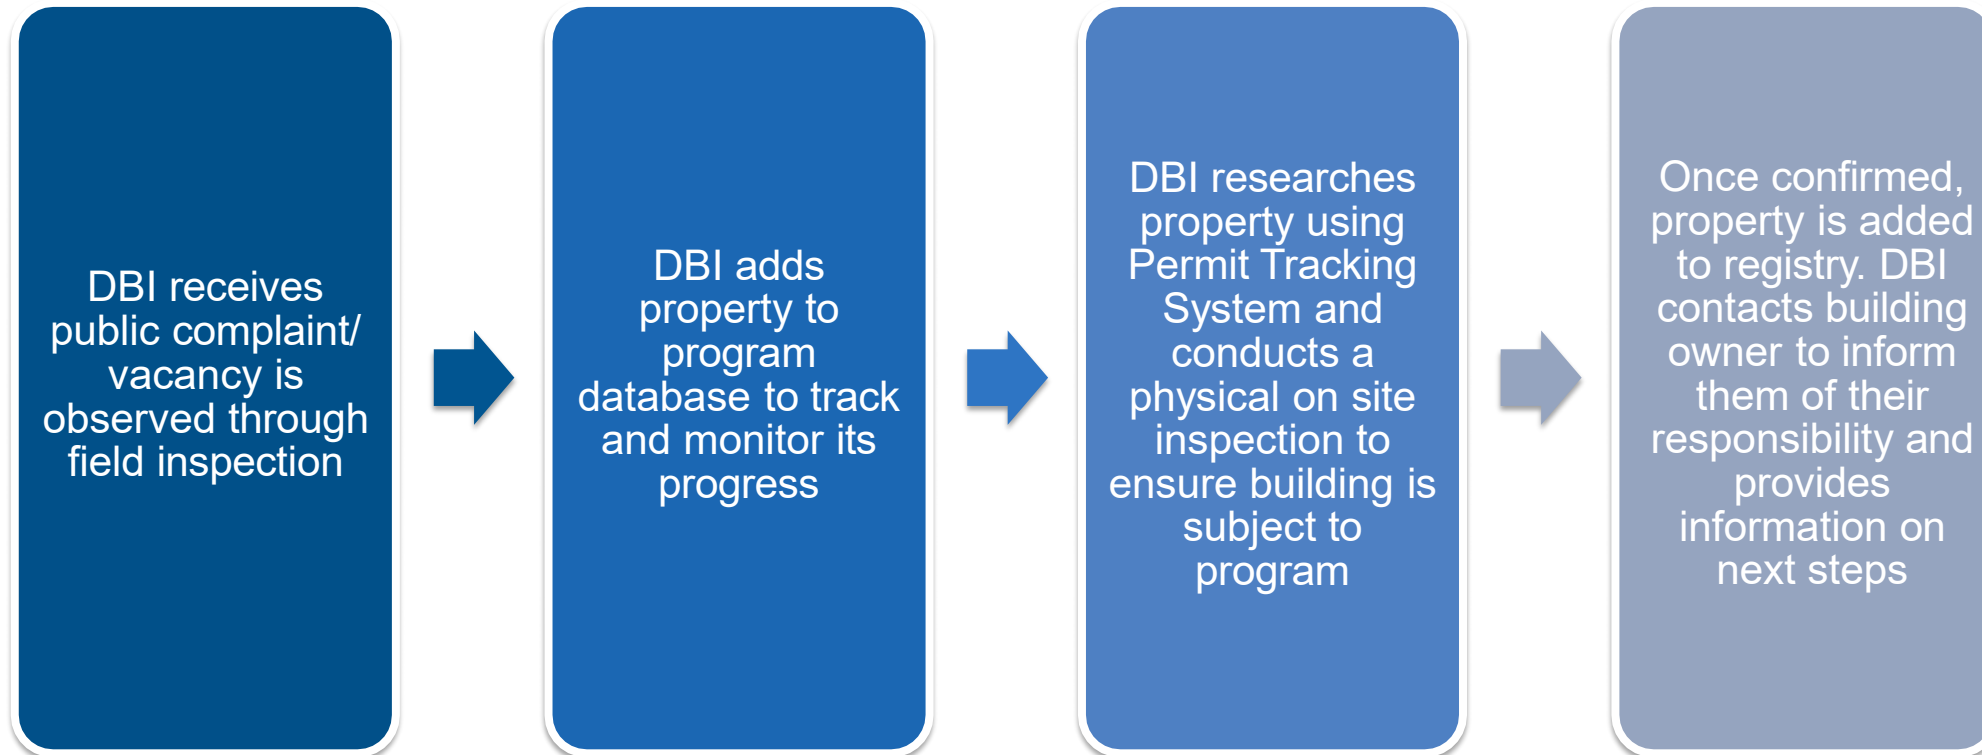 DBI receives
public complaint/
vacancy is
observed through
field inspection
DBI adds
property to
program
database to track
and monitor its
progress
DBI researches
property using
Permit Tracking
System and
conducts a
physical on site
inspection to
ensure building is
subject to
program
Once confirmed,
property is added
to registry. DBI
contacts building
owner to inform
them of their
responsibility and
provides
information on
next steps